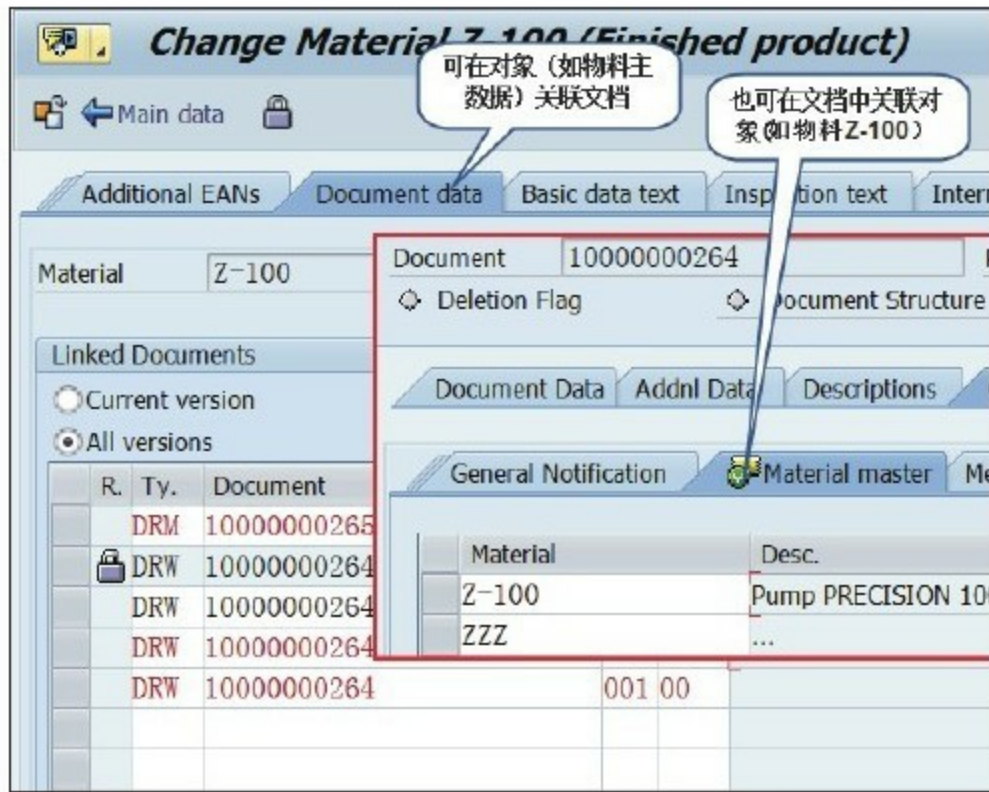 Change Material Z-100 (Finished product)
可在对象（如物料主
数据）关联文档
Main data
也可在文档中关联对
象(如物料Z-100）
Additional EANs Document data Basic data text Inspection text Intern
Material Z-100
Document 10000000264
Deletion Flag Document Structure
Linked Documents
Current version
All versions
Document Data Addnl Data Descriptions
General Notification Material master Me
R. Ty. Document
DRM 10000000265
DRW 10000000264
DRW 10000000264
DRW 10000000264
DRW 10000000264 001 00
Material Desc.
Z-100 Pump PRECISION 10
ZZZ ...